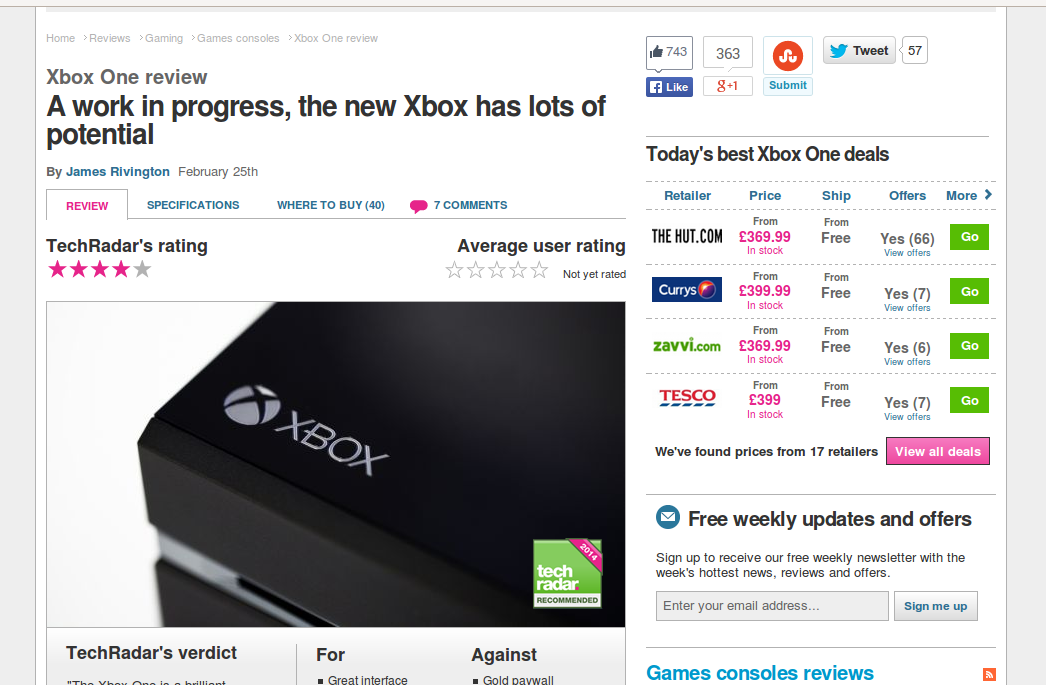 Home Reviews Gaming Games consoles Xbox One review
Xbox One review
A work in progress, the new Xbox has lots of
potential
By James Rivington February 25th
REVIEW SPECIFICATIONS WHERE TO BUY (40) 7 COMMENTS
TechRadar's rating
Average user rating
Not yet rated
XBOX
2014
tech
radar.
RECOMMENDED
TechRadar's verdict
"The Xbox One is a brilliant
For
Great interface
Against
Gold paywall
743
Like
363
g+1
Submit
Tweet 57
Today's best Xbox One deals
Retailer Price Ship Offers More
THE HUT.COM
From
£369.99
In stock
From
Free
Yes (66)
View offers
Go
Currys
From
£399.99
In stock
From
Free
Yes (7)
View offers
Go
zavvi.com
From
£369.99
In stock
From
Free
Yes (6)
View offers
Go
TESCO
From
£399
In stock
From
Free
Yes (7)
View offers
Go
We've found prices from 17 retailers View all deals
Free weekly updates and offers
Sign up to receive our free weekly newsletter with the
week's hottest news, reviews and offers.
Enter your email address... Sign me up
Games consoles reviews